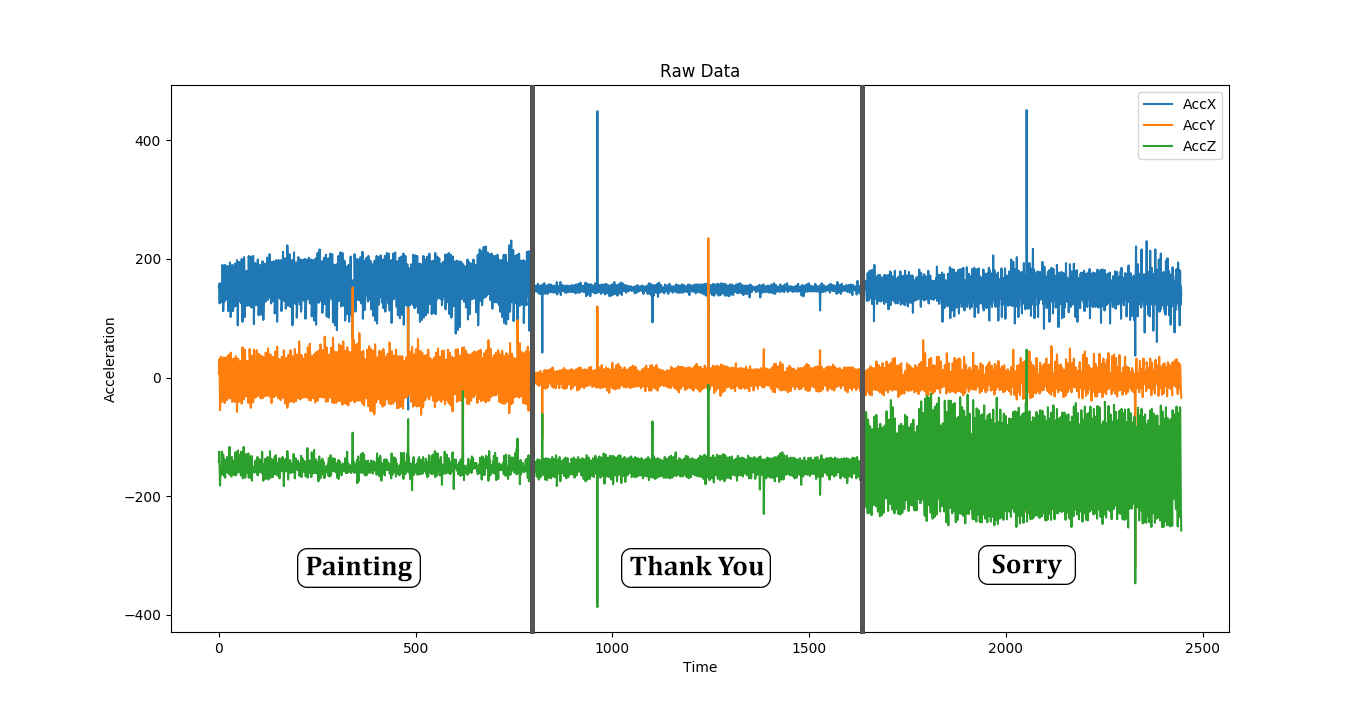 Raw Data
AccX
AccY
AccZ
400
200
0
−200
−400
Acceleration
Painting
Thank You
Sorry
0
500
1000
1500
2000
2500
Time